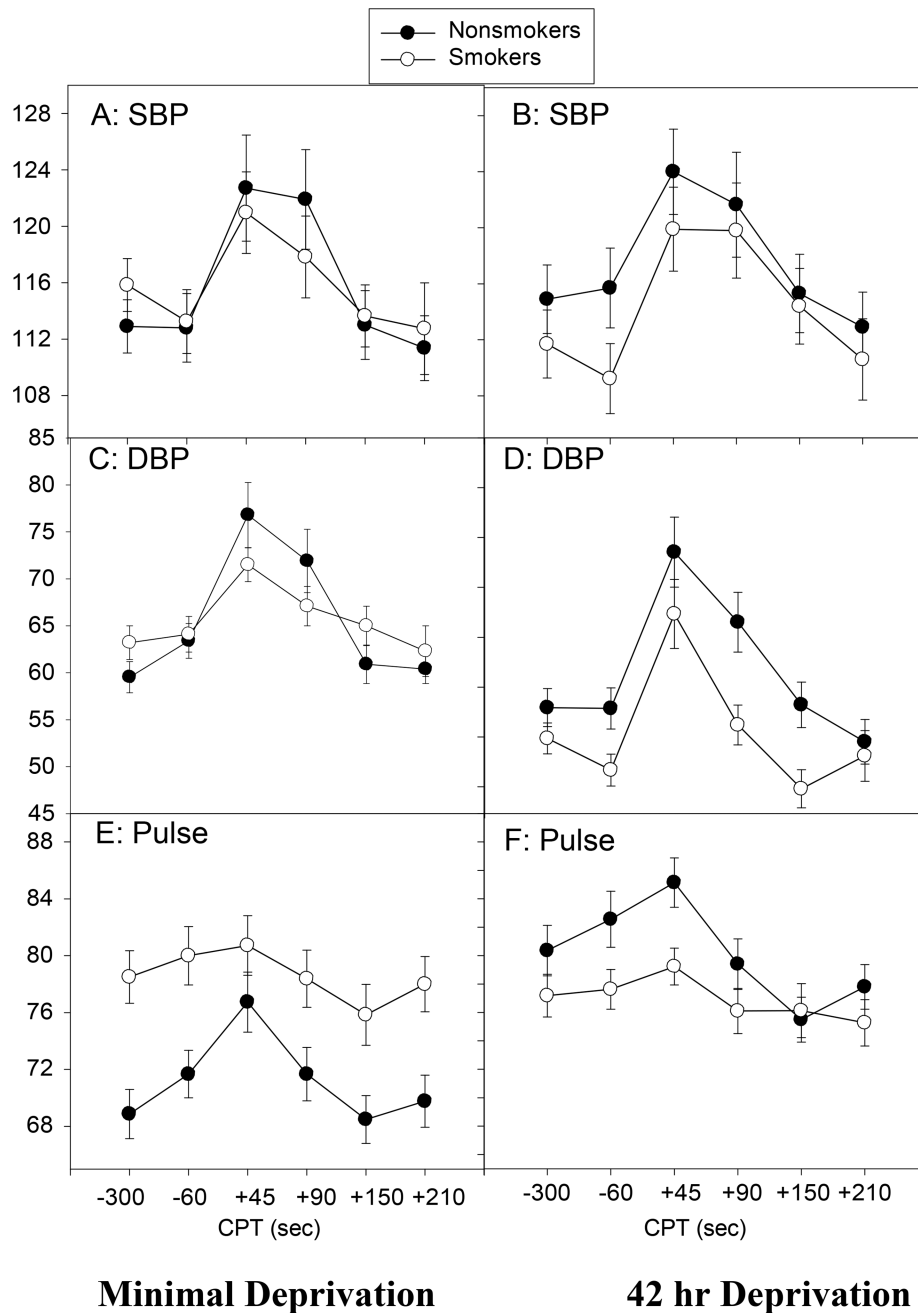 Nonsmokers
Smokers
A: SBP
B: SBP
128
124
120
116
112
108
85
C: DBP
D: DBP
80
75
70
65
60
55
50
45
E: Pulse
F: Pulse
88
84
80
76
72
68
-300 -60 +45 +90 +150 +210
-300 -60 +45 +90 +150 +210
CPT (sec)
CPT (sec)
Minimal Deprivation
42 hr Deprivation